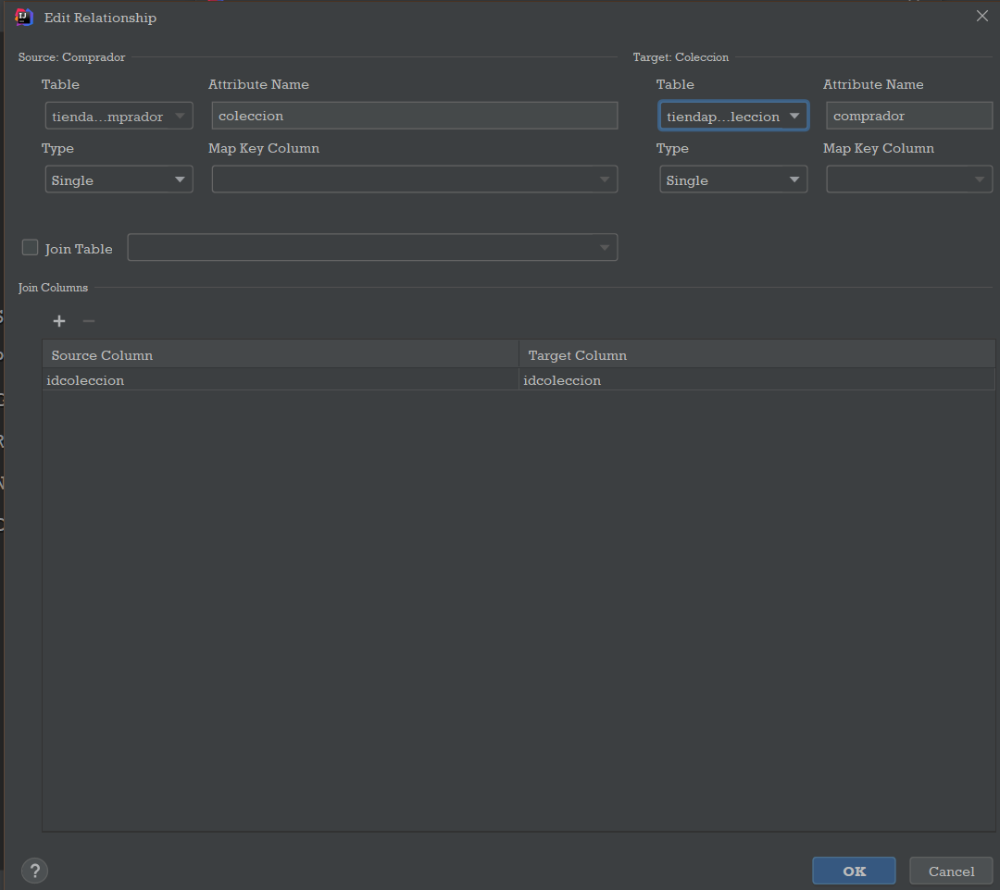 Edit Relationship
Source: Comprador
Target: Coleccion
Table
Attribute Name
Table
Attribute Name
tienda...mprador
coleccion
tiendap...leccion
comprador
Type
Map Key Column
Type
Map Key Column
Single
Single
Join Table
Join Columns
+ −
Source Column
Target Column
idcoleccion
idcoleccion
?
OK
Cancel